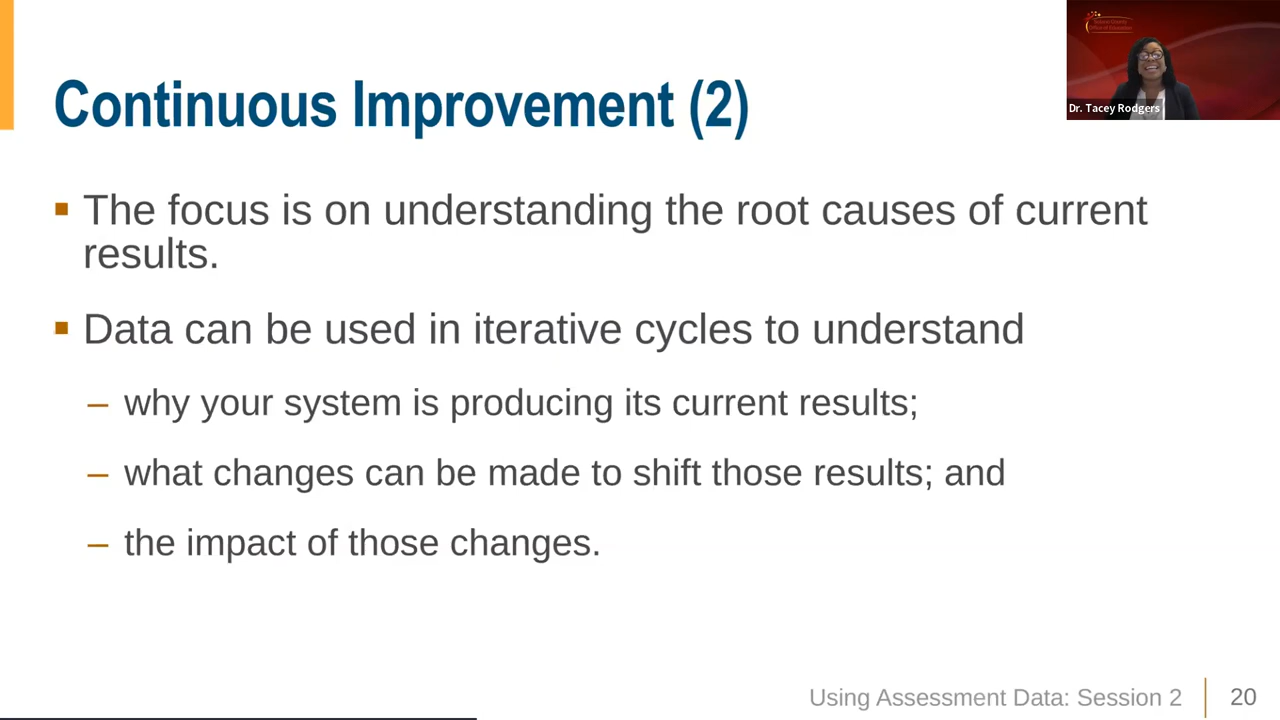 Continuous Improvement (2)
Dr. Tacey Rodgers
▪ The focus is on understanding the root causes of current
results.
▪ Data can be used in iterative cycles to understand
– why your system is producing its current results;
– what changes can be made to shift those results; and
– the impact of those changes.
Using Assessment Data: Session 2
20